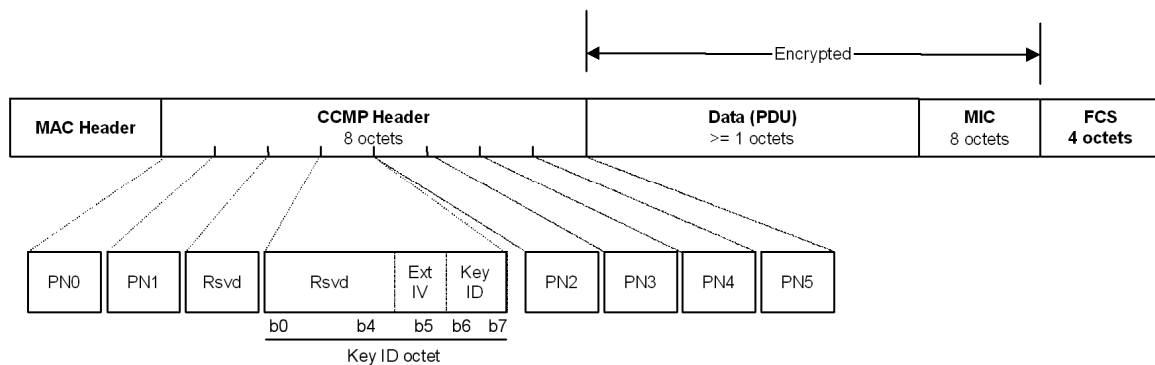 Encrypted
MAC Header
CCMP Header
8 octets
Data (PDU)
>= 1 octets
MIC
8 octets
FCS
4 octets
PN0
PN1
Rsvd
Rsvd
Ext
IV
Key
ID
PN2
PN3
PN4
PN5
b0 b4 b5 b6 b7
Key ID octet